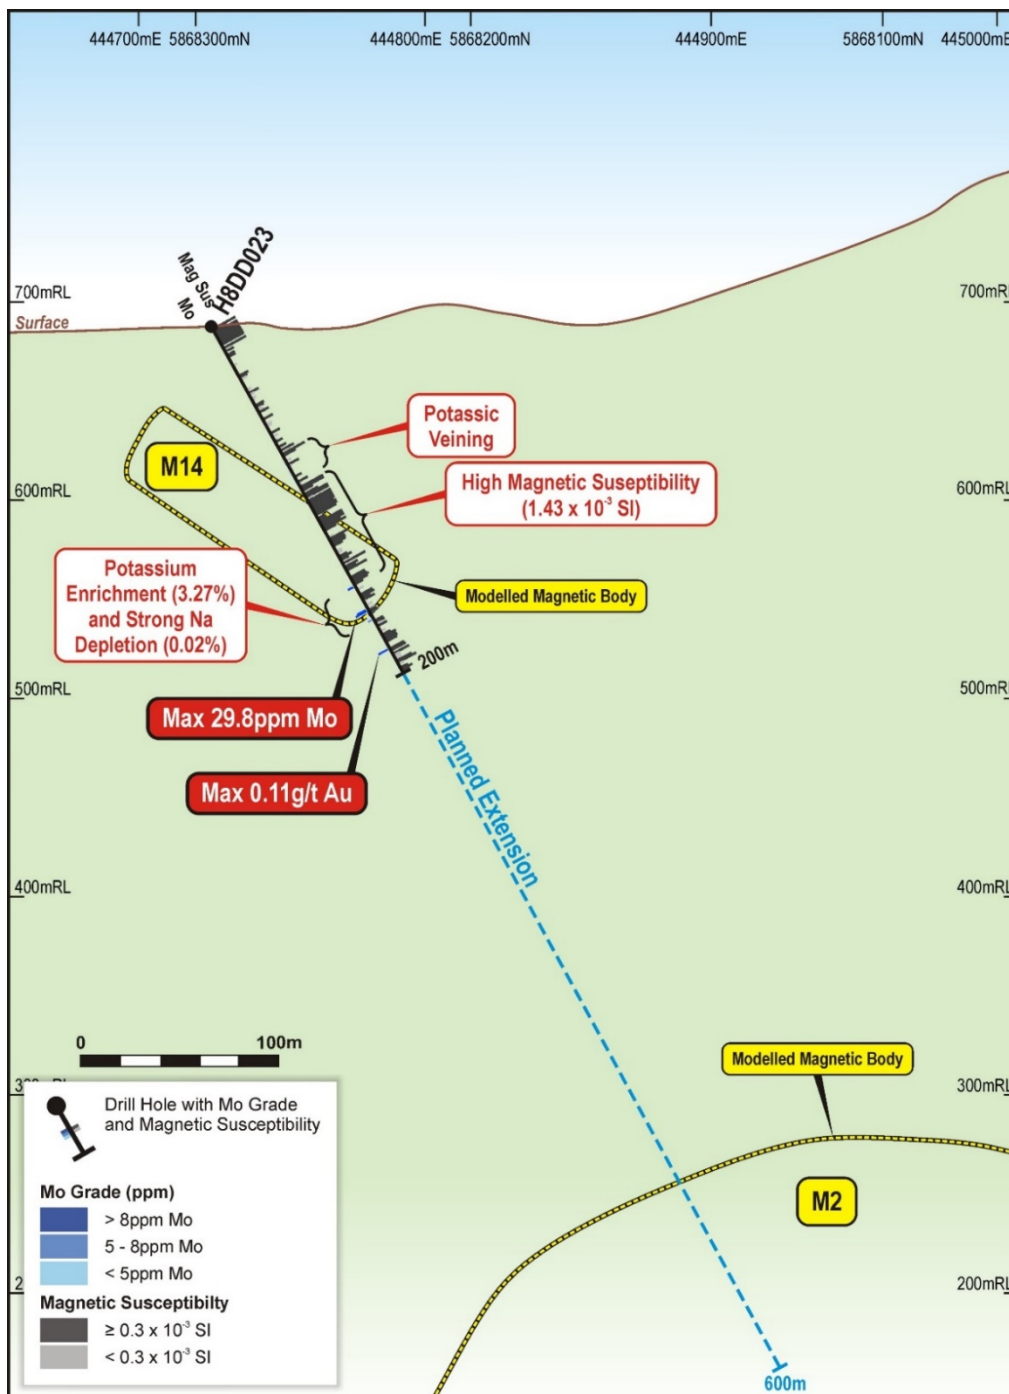 444700mE 5868300mN 444800mE 5868200mN 444900mE 5868100mN 445000mE
H8DD023
Mag Sus
Mo
700mRL 700mRL
Surface
Potassic
Veining
M14
High Magnetic Suseptibility
(1.43 x 10⁻³ SI)
600mRL 600mRL
Potassium
Enrichment (3.27%)
and Strong Na
Depletion (0.02%)
Modelled Magnetic Body
200m
500mRL 500mRL
Max 29.8ppm Mo
Planned Extension
Max 0.11g/t Au
400mRL 400mRL
0 100m
Modelled Magnetic Body
300mRL
Drill Hole with Mo Grade
and Magnetic Susceptibility
Mo Grade (ppm)
> 8ppm Mo
5 - 8ppm Mo
< 5ppm Mo
M2
200mRL
Magnetic Susceptibilty
≥ 0.3 x 10⁻³ SI
< 0.3 x 10⁻³ SI
600m